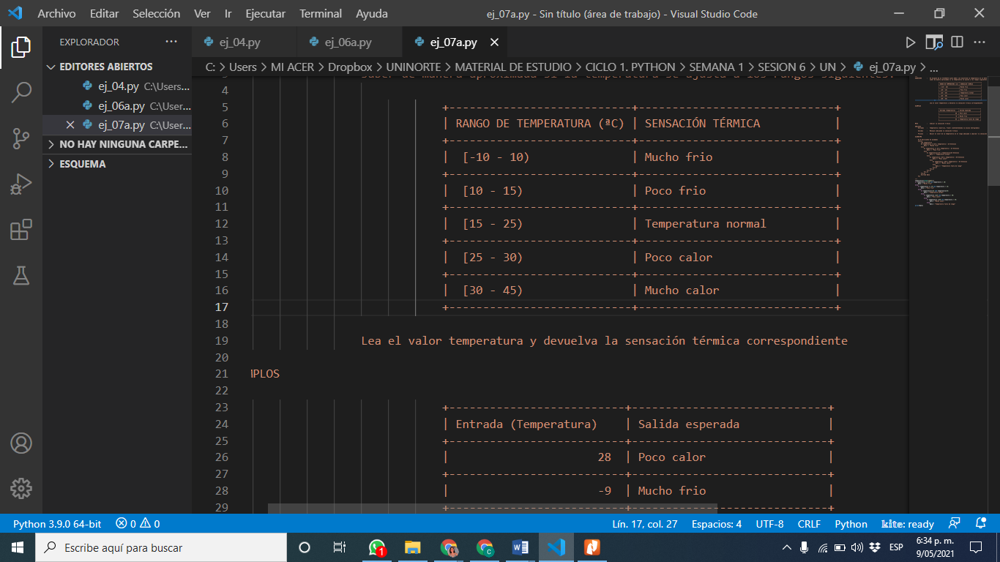 Archivo Editar Selección Ver Ir Ejecutar Terminal Ayuda
ej_07a.py - Sin título (área de trabajo) - Visual Studio Code
EXPLORADOR
EDITORES ABIERTOS
ej_04.py C:\Users...
ej_06a.py C:\User...
ej_07a.py C:\User...
NO HAY NINGUNA CARPE...
ESQUEMA
ej_04.py ej_06a.py ej_07a.py
C: > Users > MI ACER > Dropbox > UNINORTE > MATERIAL DE ESTUDIO > CICLO 1. PYTHON > SEMANA 1 > SESION 6 > UN > ej_07a.py > ...
3 saber de manera aproximada si la temperatura se ajusta a los rangos siguientes:
4
5 +---------------------------+-----------------------------+
6 | RANGO DE TEMPERATURA (ªC) | SENSACIÓN TÉRMICA |
7 +---------------------------+-----------------------------+
8 | [-10 - 10) | Mucho frio |
9 +---------------------------+-----------------------------+
10 | [10 - 15) | Poco frio |
11 +---------------------------+-----------------------------+
12 | [15 - 25) | Temperatura normal |
13 +---------------------------+-----------------------------+
14 | [25 - 30) | Poco calor |
15 +---------------------------+-----------------------------+
16 | [30 - 45) | Mucho calor |
17 +---------------------------+-----------------------------+
18
19 Lea el valor temperatura y devuelva la sensación térmica correspondiente
20
21 MPLOS
22
23 +--------------------------+-----------------------------+
24 | Entrada (Temperatura) | Salida esperada |
25 +--------------------------+-----------------------------+
26 | 28 | Poco calor |
27 +--------------------------+-----------------------------+
28 | -9 | Mucho frio |
29 +--------------------------+-----------------------------+
Python 3.9.0 64-bit 0 0 Lín. 17, col. 27 Espacios: 4 UTF-8 CRLF Python kite: ready
Escribe aquí para buscar
1
ESP
6:34 p. m.
9/05/2021